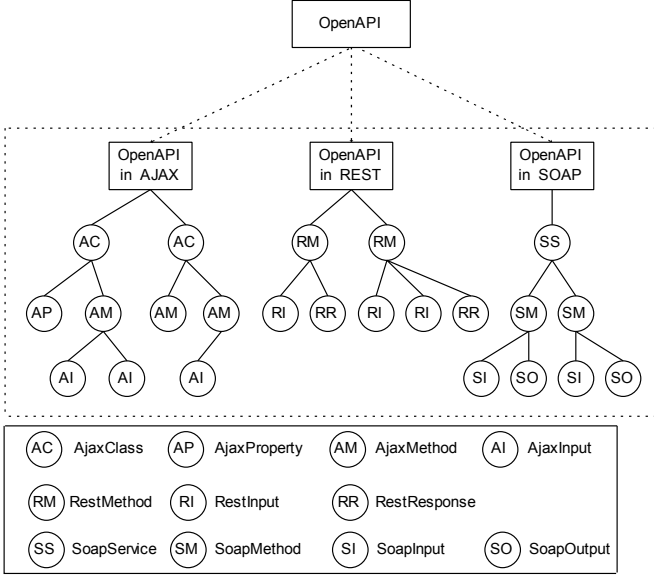 OpenAPI
OpenAPI in AJAX
OpenAPI in REST
OpenAPI in SOAP
AC AC RM RM SS
AP AM AM AM RI RR RI RI RR SM SM
AI AI AI SI SO SI SO
AC AjaxClass AP AjaxProperty AM AjaxMethod AI AjaxInput
RM RestMethod RI RestInput RR RestResponse
SS SoapService SM SoapMethod SI SoapInput SO SoapOutput